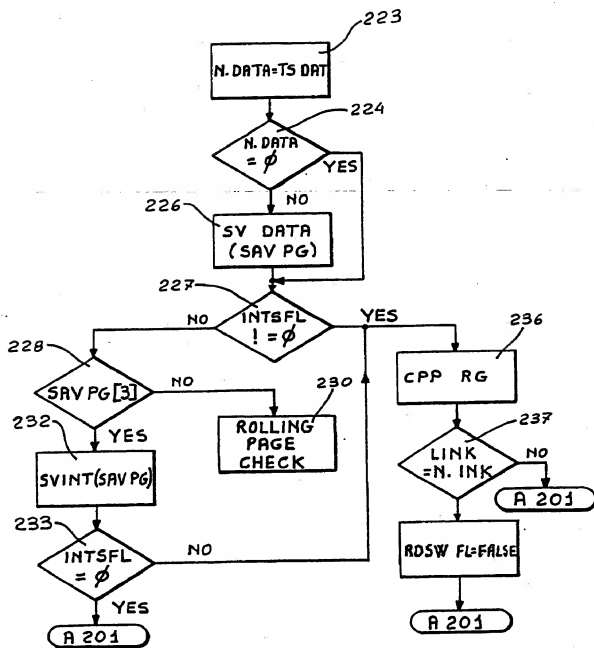 223
N.DATA=TS DAT
224
N.DATA
= ϕ
YES
NO
226
SV DATA
(SAV PG)
227
INTSFL
! = ϕ
YES
NO
236
228
CPP RG
SAV PG[3]
NO
230
237
232
YES
ROLLING
PAGE
CHECK
LINK
=N. INK
NO
SVINT(SAV PG)
A 201
233
INTSFL
= ϕ
NO
RDSW FL=FALSE
YES
A 201
A 201